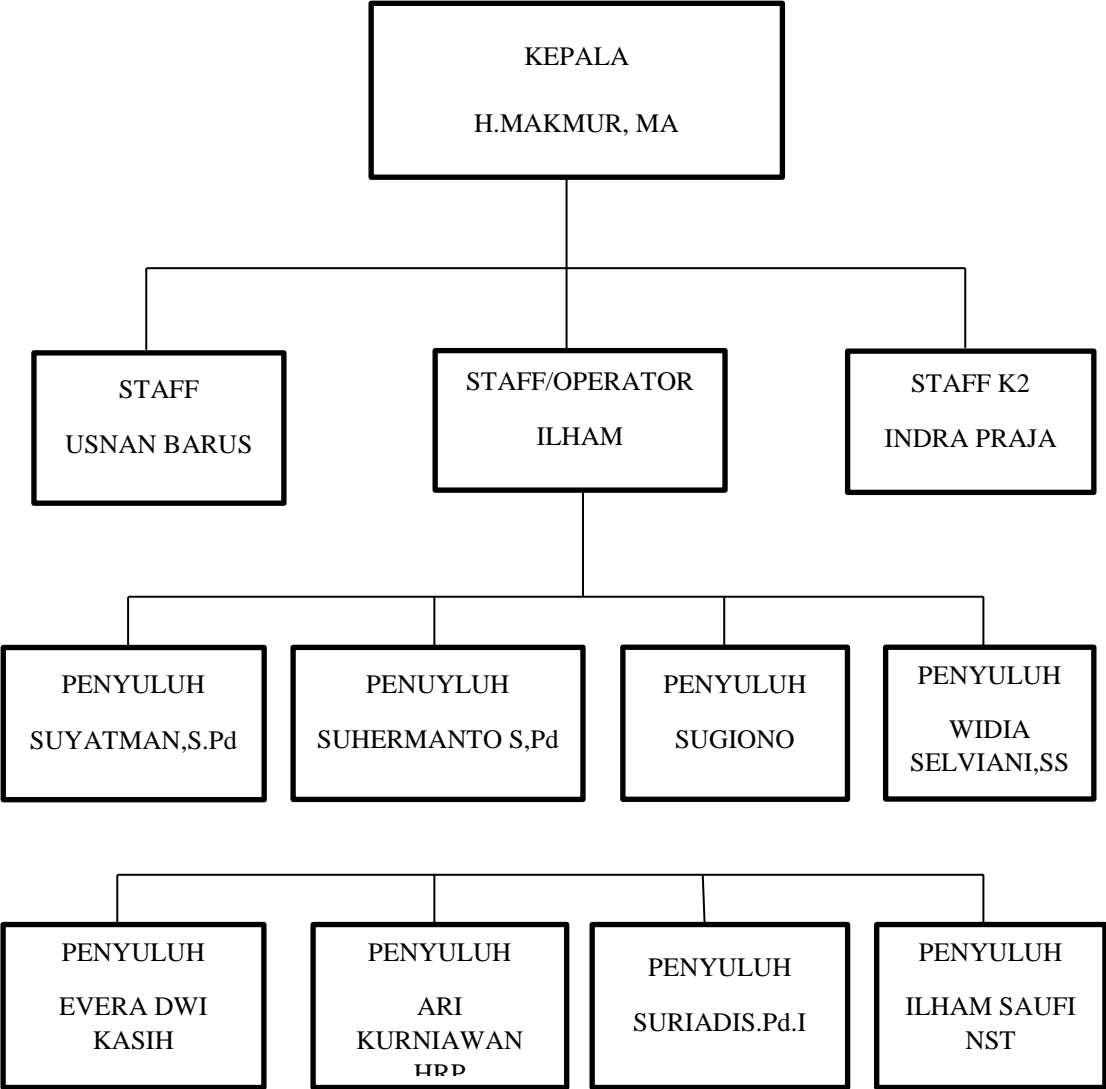 KEPALA
H.MAKMUR, MA
STAFF
USNAN BARUS
STAFF/OPERATOR
ILHAM
STAFF K2
INDRA PRAJA
PENYULUH
SUYATMAN,S.Pd
PENUYLUH
SUHERMANTO S,Pd
PENYULUH
SUGIONO
PENYULUH
WIDIA
SELVIANI,SS
PENYULUH
EVERA DWI
KASIH
PENYULUH
ARI
KURNIAWAN
HRP
PENYULUH
SURIADIS.Pd.I
PENYULUH
ILHAM SAUFI
NST